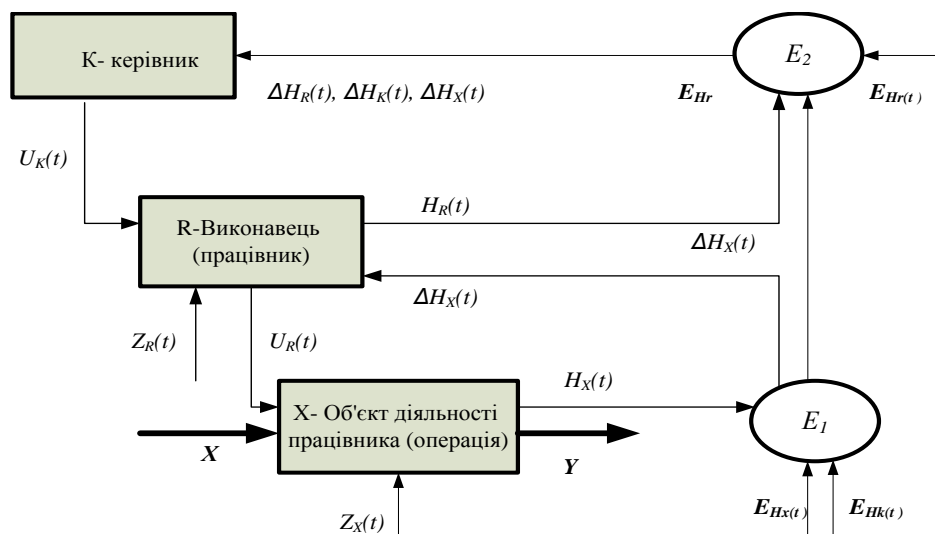 К- керівник
E2
ΔHR(t), ΔHK(t), ΔHX(t)
EHr
EHr(t)
UK(t)
R-Виконавець
(працівник)
HR(t)
ΔHX(t)
ΔHX(t)
ZR(t)
UR(t)
HX(t)
X- Об'єкт діяльності
працівника (операція)
E1
X
Y
EHx(t)
EHk(t)
ZX(t)